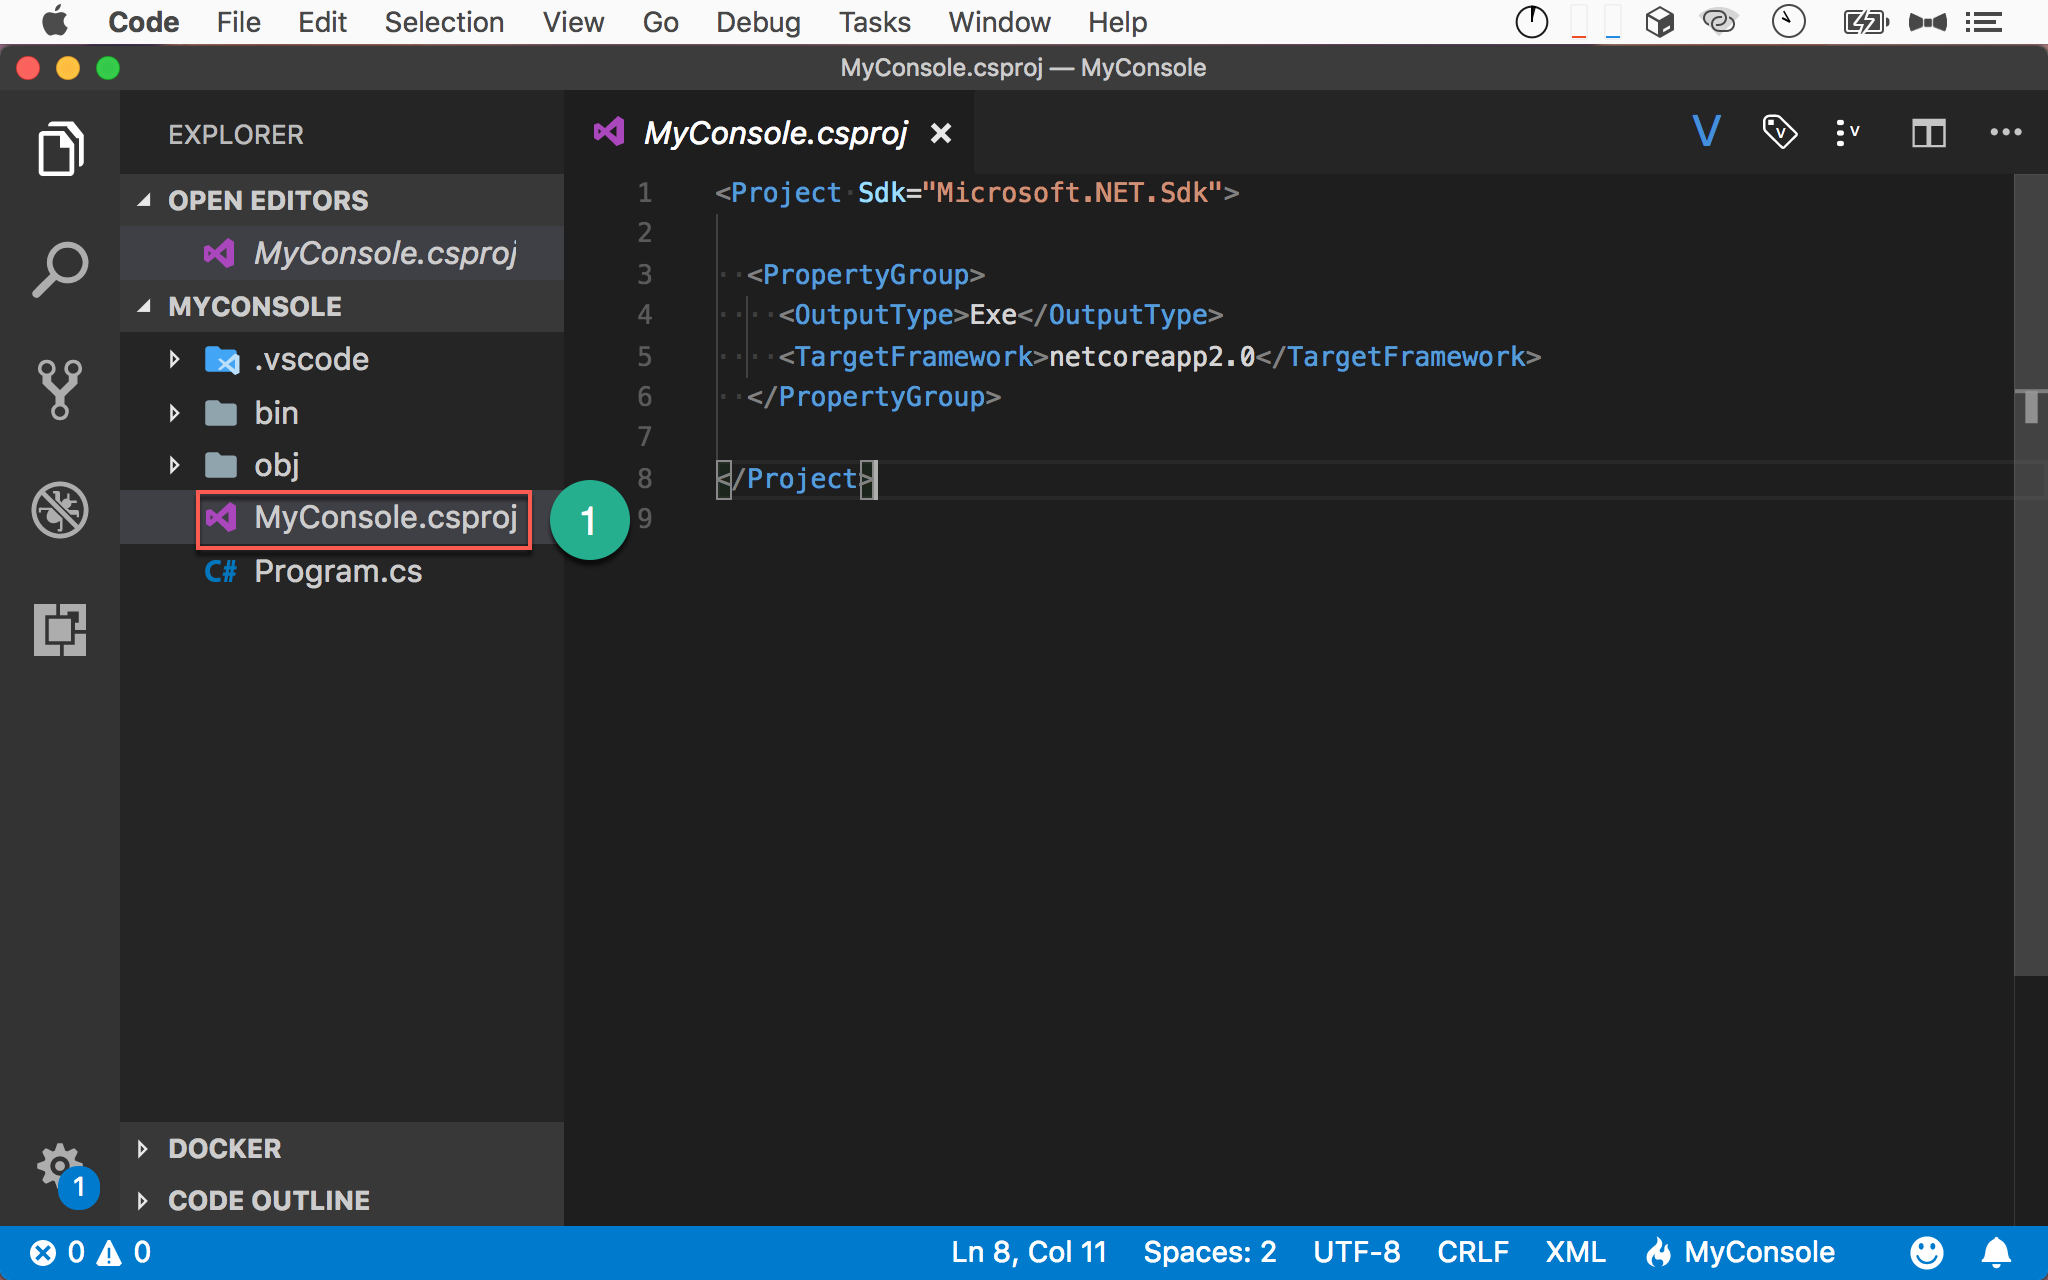 Code File Edit Selection View Go Debug Tasks Window Help
MyConsole.csproj — MyConsole
EXPLORER
OPEN EDITORS
MyConsole.csproj
MYCONSOLE
.vscode
bin
obj
MyConsole.csproj
1
C# Program.cs
DOCKER
CODE OUTLINE
1
MyConsole.csproj
V
V
V
1 <Project Sdk="Microsoft.NET.Sdk">
2
3 <PropertyGroup>
4 <OutputType>Exe</OutputType>
5 <TargetFramework>netcoreapp2.0</TargetFramework>
6 </PropertyGroup>
7
8 </Project>
9
0 0 Ln 8, Col 11 Spaces: 2 UTF-8 CRLF XML MyConsole